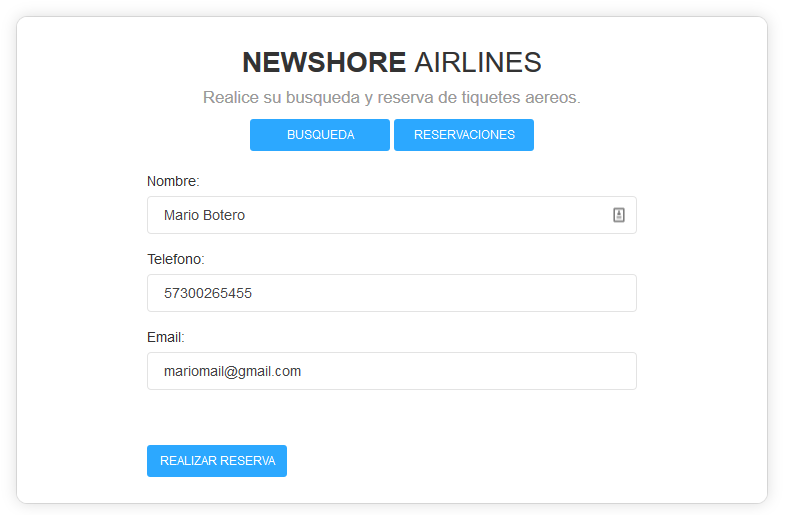 NEWSHORE AIRLINES
Realice su busqueda y reserva de tiquetes aereos.
BUSQUEDA RESERVACIONES
Nombre:
Mario Botero
Telefono:
57300265455
Email:
mariomail@gmail.com
REALIZAR RESERVA